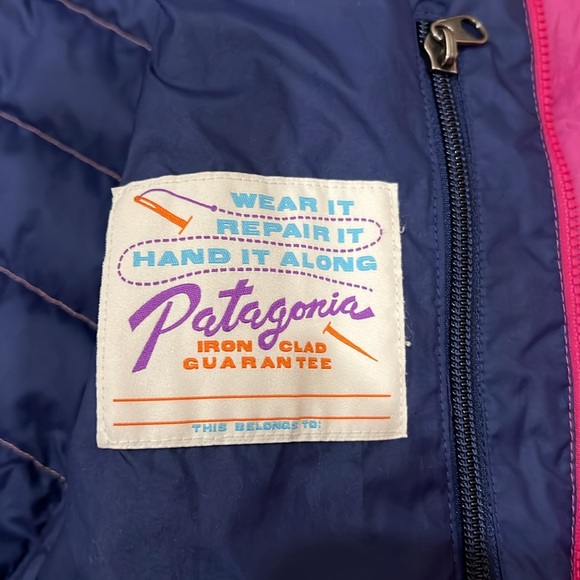 WEAR IT
REPAIR IT
HAND IT ALONG
Patagonia
IRON CLAD
GUARANTEE
THIS BELONGS TO: